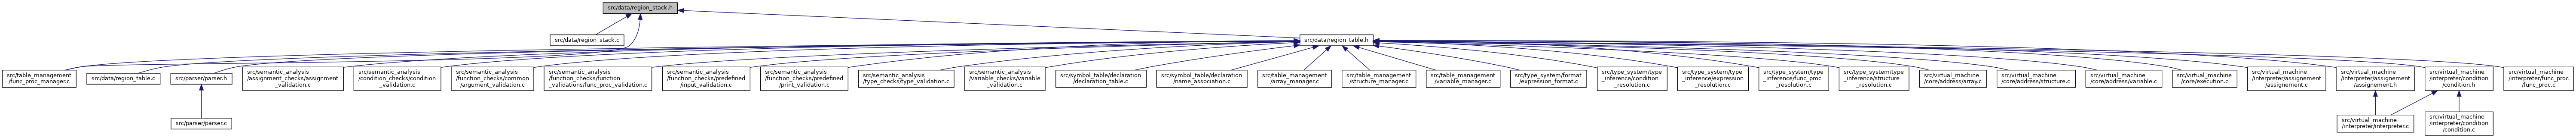 src/data/region_stack.h
src/data/region_stack.c
src/data/region_table.h
src/table_management
/func_proc_manager.c
src/data/region_table.c
src/parser/parser.h
src/semantic_analysis
/assignment_checks/assignment
_validation.c
src/semantic_analysis
/condition_checks/condition
_validation.c
src/semantic_analysis
/function_checks/common
/argument_validation.c
src/semantic_analysis
/function_checks/function
_validations/func_proc_validation.c
src/semantic_analysis
/function_checks/predefined
/input_validation.c
src/semantic_analysis
/function_checks/predefined
/print_validation.c
src/semantic_analysis
/type_checks/type_validation.c
src/semantic_analysis
/variable_checks/variable
_validation.c
src/symbol_table/declaration
/declaration_table.c
src/symbol_table/declaration
/name_association.c
src/table_management
/array_manager.c
src/table_management
/structure_manager.c
src/table_management
/variable_manager.c
src/type_system/format
/expression_format.c
src/type_system/type
_inference/condition
_resolution.c
src/type_system/type
_inference/expression
_resolution.c
src/type_system/type
_inference/func_proc
_resolution.c
src/type_system/type
_inference/structure
_resolution.c
src/virtual_machine
/core/address/array.c
src/virtual_machine
/core/address/structure.c
src/virtual_machine
/core/address/variable.c
src/virtual_machine
/core/execution.c
src/virtual_machine
/interpreter/assignement
/assignement.c
src/virtual_machine
/interpreter/assignement
/assignement.h
src/virtual_machine
/interpreter/condition
/condition.h
src/virtual_machine
/interpreter/func_proc
/func_proc.c
src/parser/parser.c
src/virtual_machine
/interpreter/interpreter.c
src/virtual_machine
/interpreter/condition
/condition.c